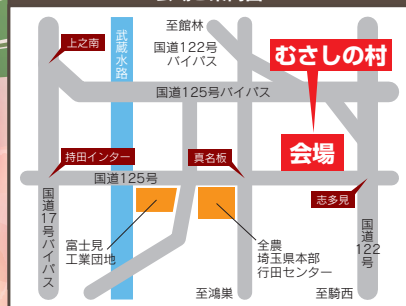 至館林
上之南
武蔵水路
国道122号
バイパス
むさしの村
国道125号バイパス
会場
持田インター
真名板
国道125号
志多見
国道17号バイパス
富士見
工業団地
全農
埼玉県本部
行田センター
国道122号
至鴻巣
至騎西